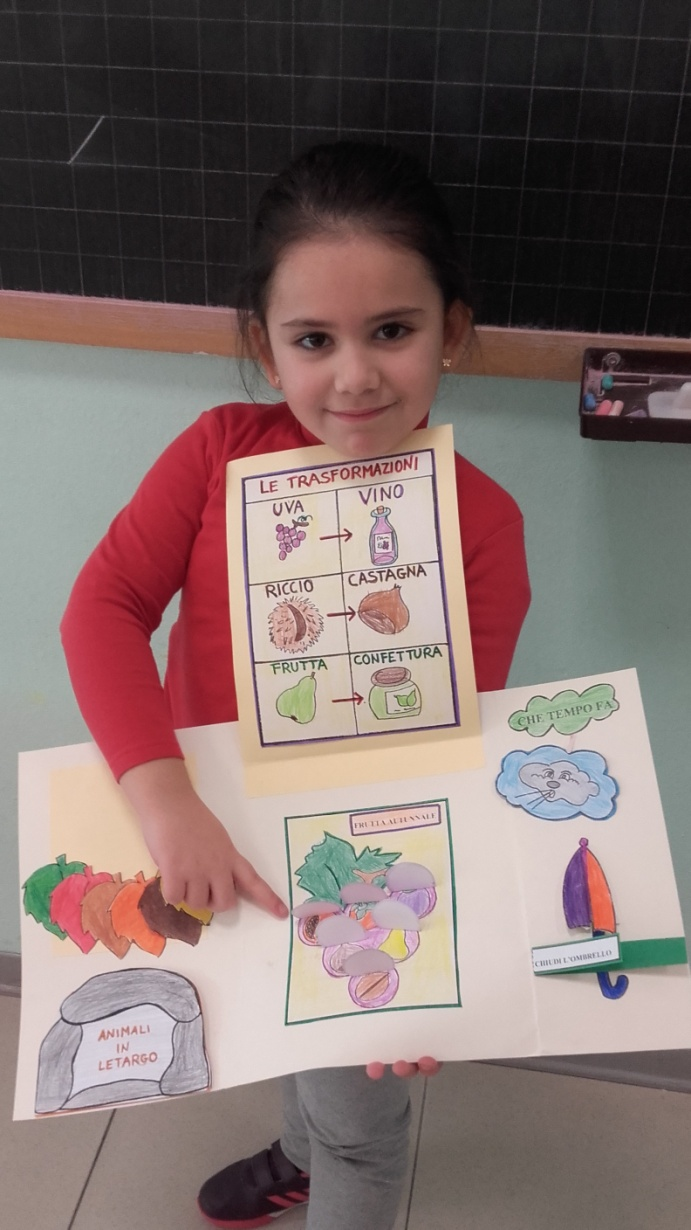 LE TRASFORMAZIONI
UVA
VINO
RICCIO
CASTAGNA
FRUTTA
CONFETTURA
CHE TEMPO FA
FRUTTA AUTUNNALE
CHIUDI L'OMBRELLO
ANIMALI
IN
LETARGO